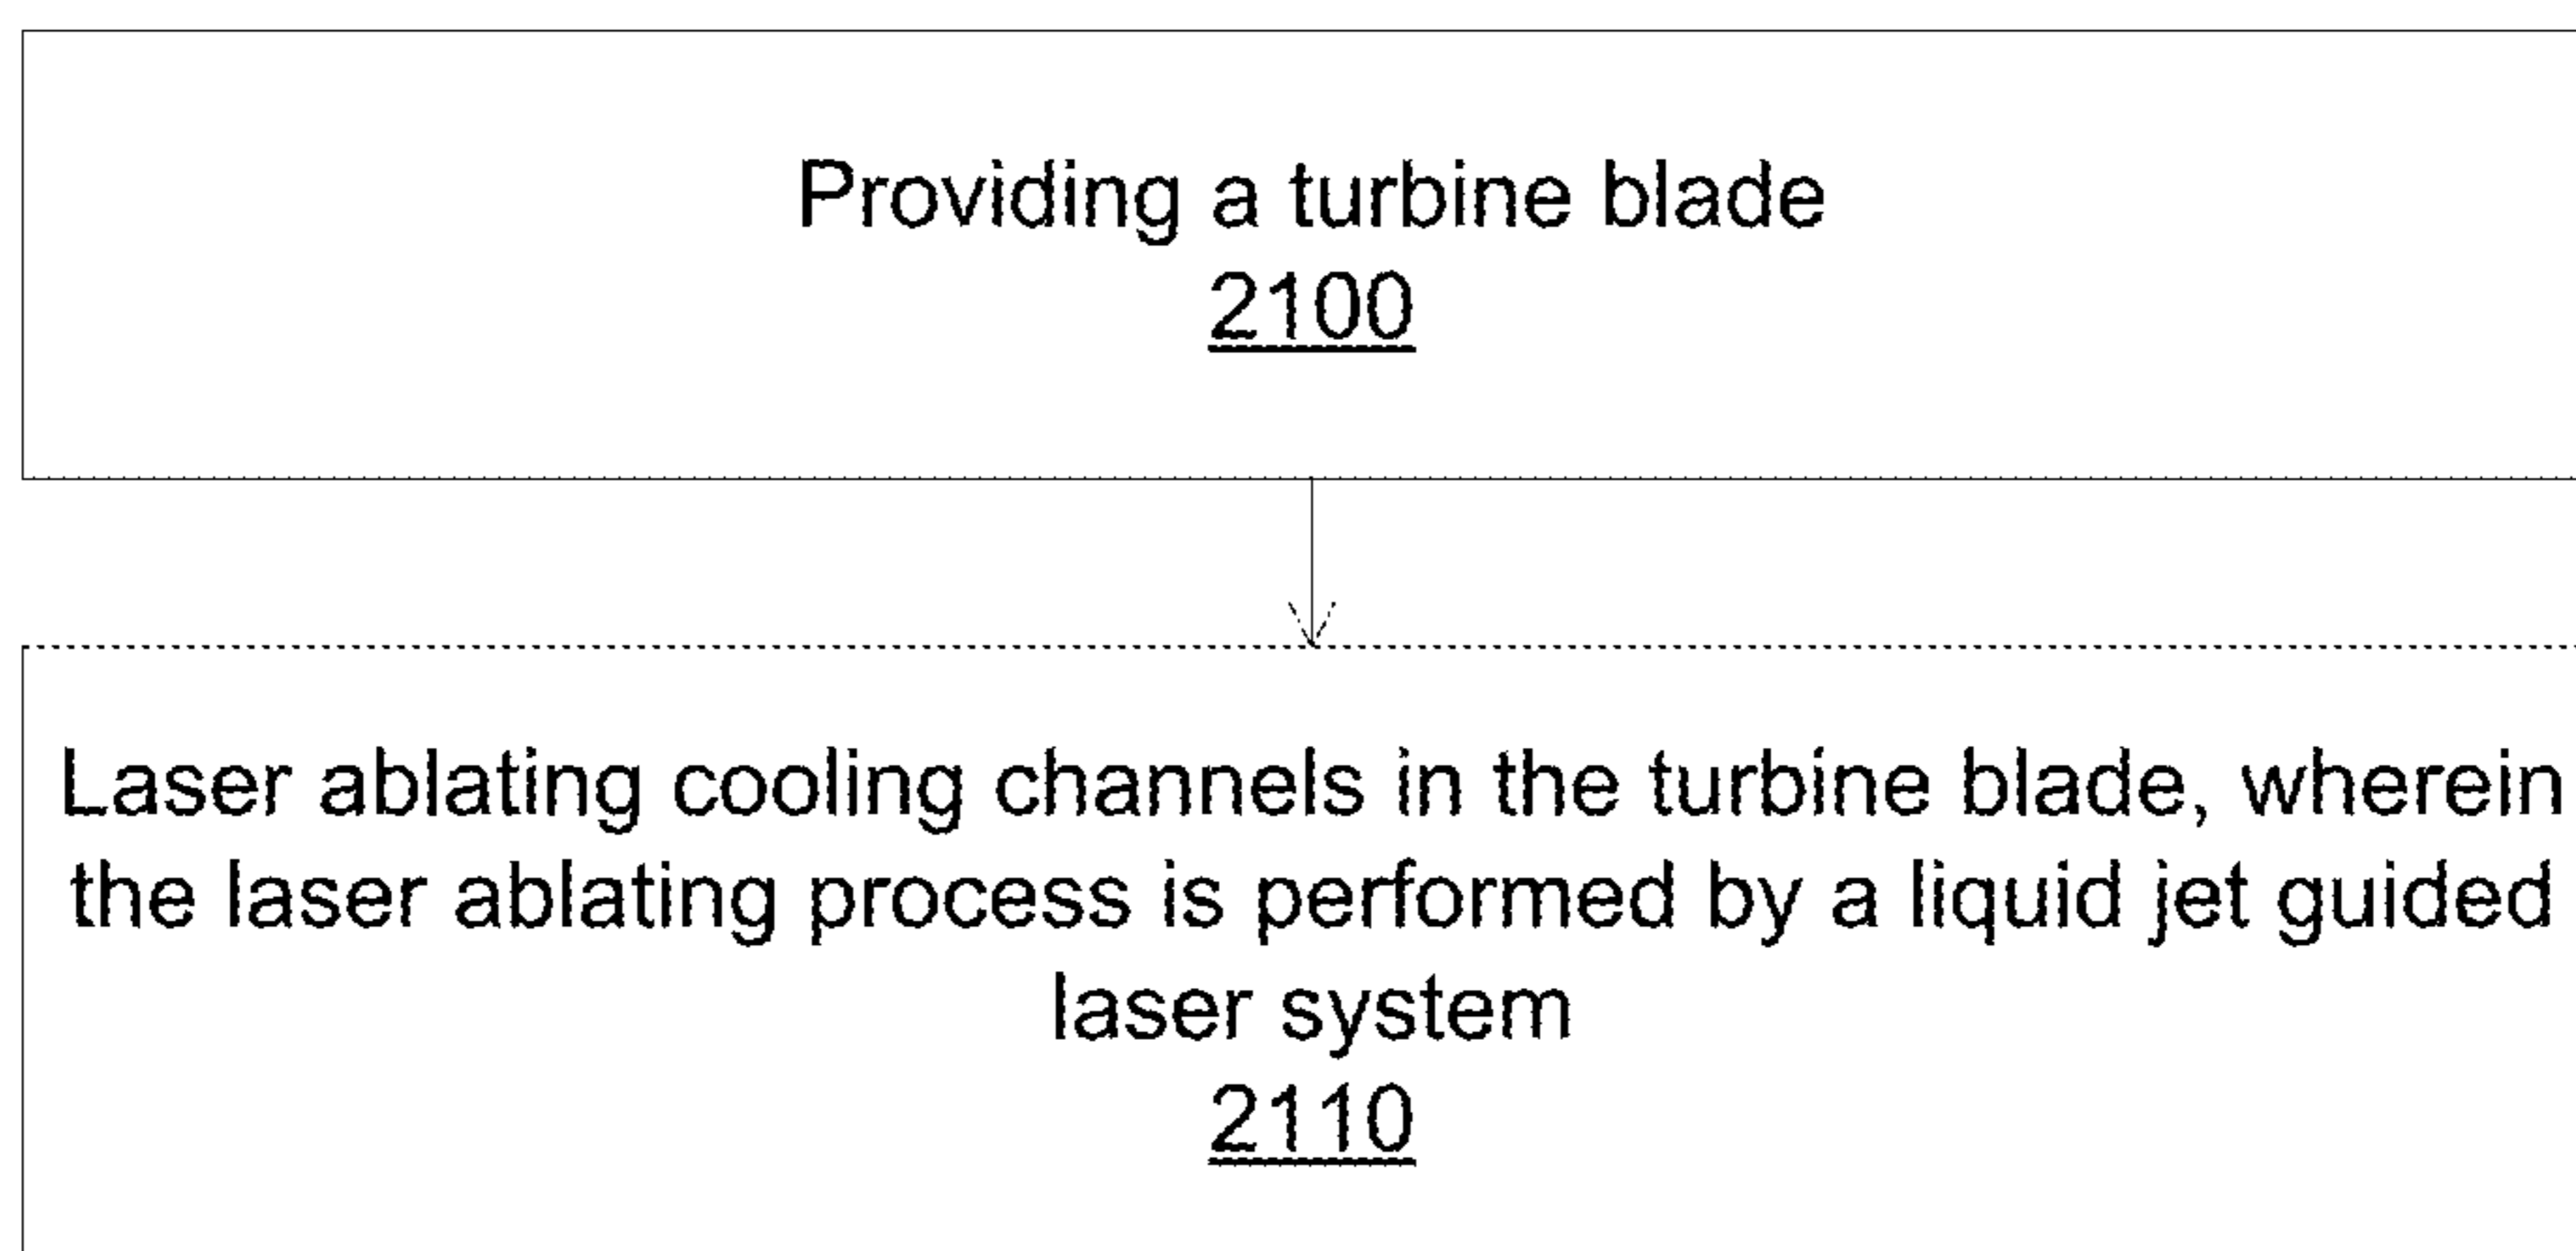 Providing a turbine blade
2100
Laser ablating cooling channels in the turbine blade, wherein
the laser ablating process is performed by a liquid jet guided
laser system
2110